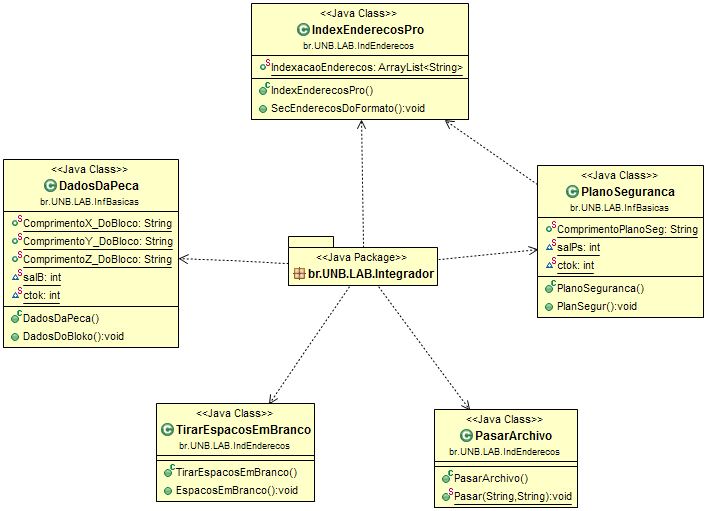 <<Java Class>>
IndexEnderecosPro
br.UNB.LAB.IndEnderecos
S IndexacaoEnderecos: ArrayList<String>
C IndexEnderecosPro()
SecEnderecosDoFormato():void
<<Java Class>>
DadosDaPeca
br.UNB.LAB.InfBasicas
S ComprimentoX_DoBloco: String
S ComprimentoY_DoBloco: String
S ComprimentoZ_DoBloco: String
S salB: int
S ctok: int
C DadosDaPeca()
DadosDoBloko():void
<<Java Package>>
br.UNB.LAB.Integrador
<<Java Class>>
PlanoSeguranca
br.UNB.LAB.InfBasicas
S ComprimentoPlanoSeg: String
S salPs: int
S ctok: int
C PlanoSeguranca()
PlanSegur():void
<<Java Class>>
TirarEspacosEmBranco
br.UNB.LAB.IndEnderecos
C TirarEspacosEmBranco()
EspacosEmBranco():void
<<Java Class>>
PasarArchivo
br.UNB.LAB.IndEnderecos
C PasarArchivo()
S Pasar(String,String):void